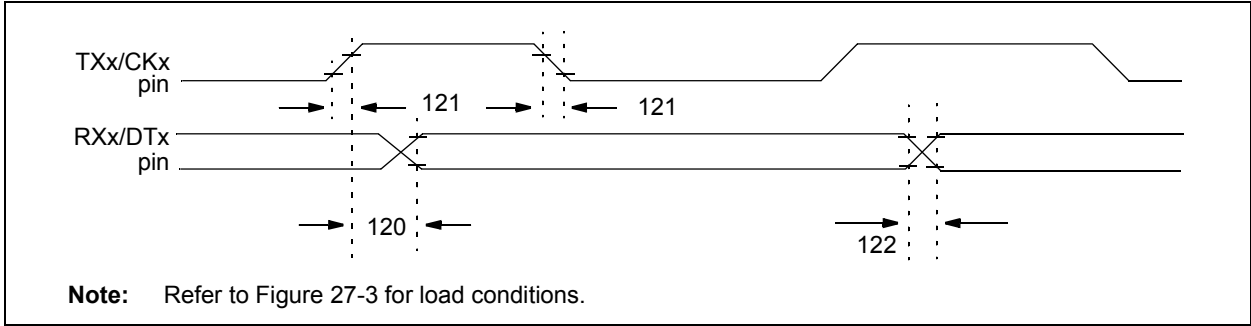 TXx/CKx
pin
121
121
RXx/DTx
pin
120
122
Note: Refer to Figure 27-3 for load conditions.